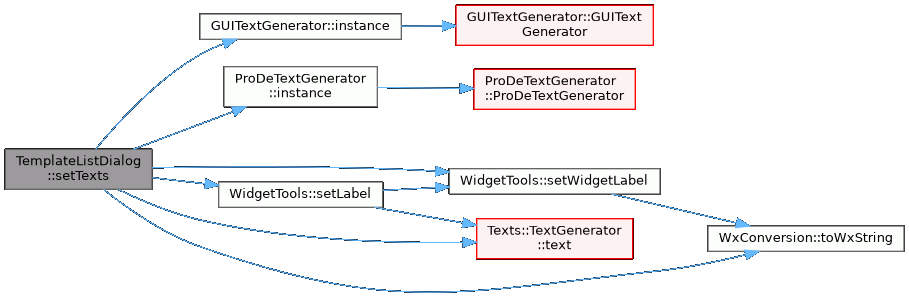 GUITextGenerator::instance
GUITextGenerator::GUIText
Generator
ProDeTextGenerator
::instance
ProDeTextGenerator
::ProDeTextGenerator
TemplateListDialog
::setTexts
WidgetTools::setLabel
WidgetTools::setWidgetLabel
Texts::TextGenerator
::text
WxConversion::toWxString